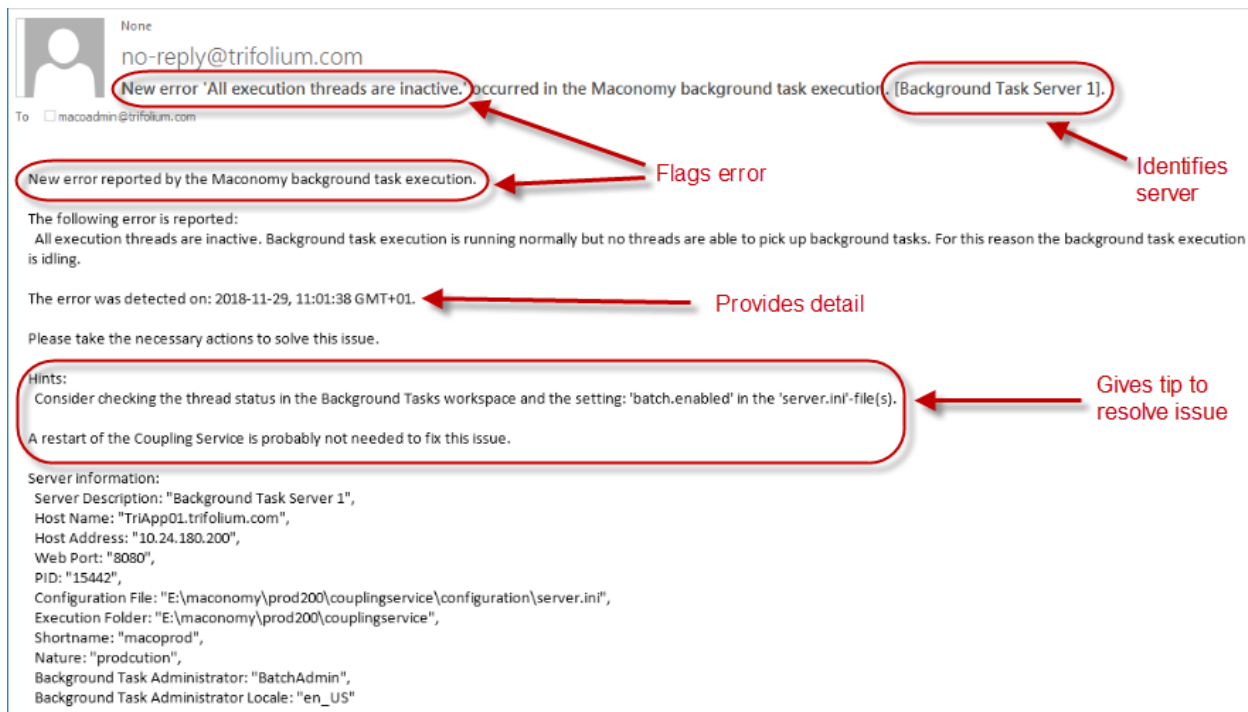 None
no-reply@trifolium.com
New error 'All execution threads are inactive.' occurred in the Maconomy background task execution. [Background Task Server 1].
To macoadmin@trifolium.com
Flags error
Identifies
server
New error reported by the Maconomy background task execution.
The following error is reported:
All execution threads are inactive. Background task execution is running normally but no threads are able to pick up background tasks. For this reason the background task execution
is idling.
The error was detected on: 2018-11-29, 11:01:38 GMT+01.
Provides detail
Please take the necessary actions to solve this issue.
Hints:
Consider checking the thread status in the Background Tasks workspace and the setting: 'batch.enabled' in the 'server.ini'-file(s).
Gives tip to
resolve issue
A restart of the Coupling Service is probably not needed to fix this issue.
Server information:
Server Description: "Background Task Server 1",
Host Name: "TriApp01.trifolium.com",
Host Address: "10.24.180.200",
Web Port: "8080",
PID: "15442",
Configuration File: "E:\maconomy\prod200\couplingservice\configuration\server.ini",
Execution Folder: "E:\maconomy\prod200\couplingservice",
Shortname: "macoprod",
Nature: "prodcution",
Background Task Administrator: "BatchAdmin",
Background Task Administrator Locale: "en_US"